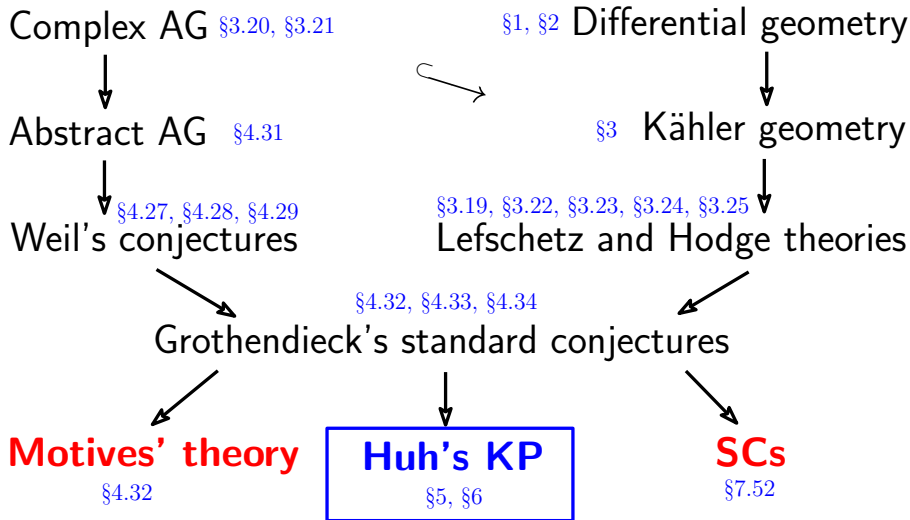 Complex AG §3.20, §3.21 §1, §2 Differential geometry
Abstract AG §4.31 §3 Kähler geometry
§4.27, §4.28, §4.29 §3.19, §3.22, §3.23, §3.24, §3.25
Weil's conjectures Lefschetz and Hodge theories
§4.32, §4.33, §4.34
Grothendieck's standard conjectures
Motives' theory Huh's KP SCs
§4.32 §5, §6 §7.52